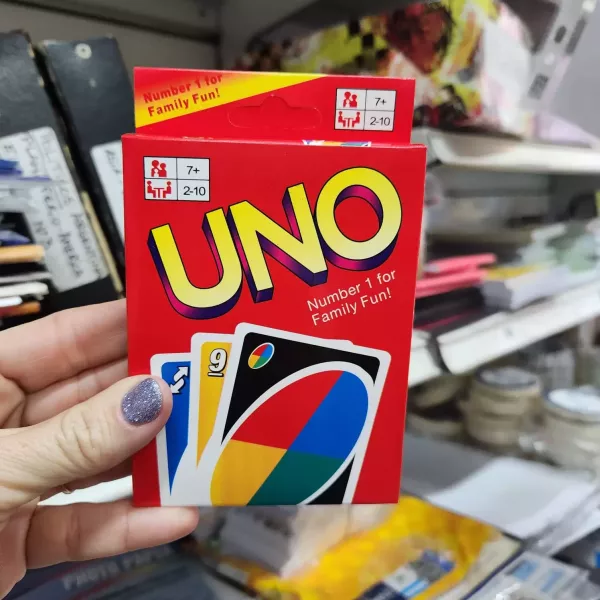 Number 1 for
Family Fun!
7+
2-10
7+
2-10
UNO
Number 1 for
Family Fun!
9